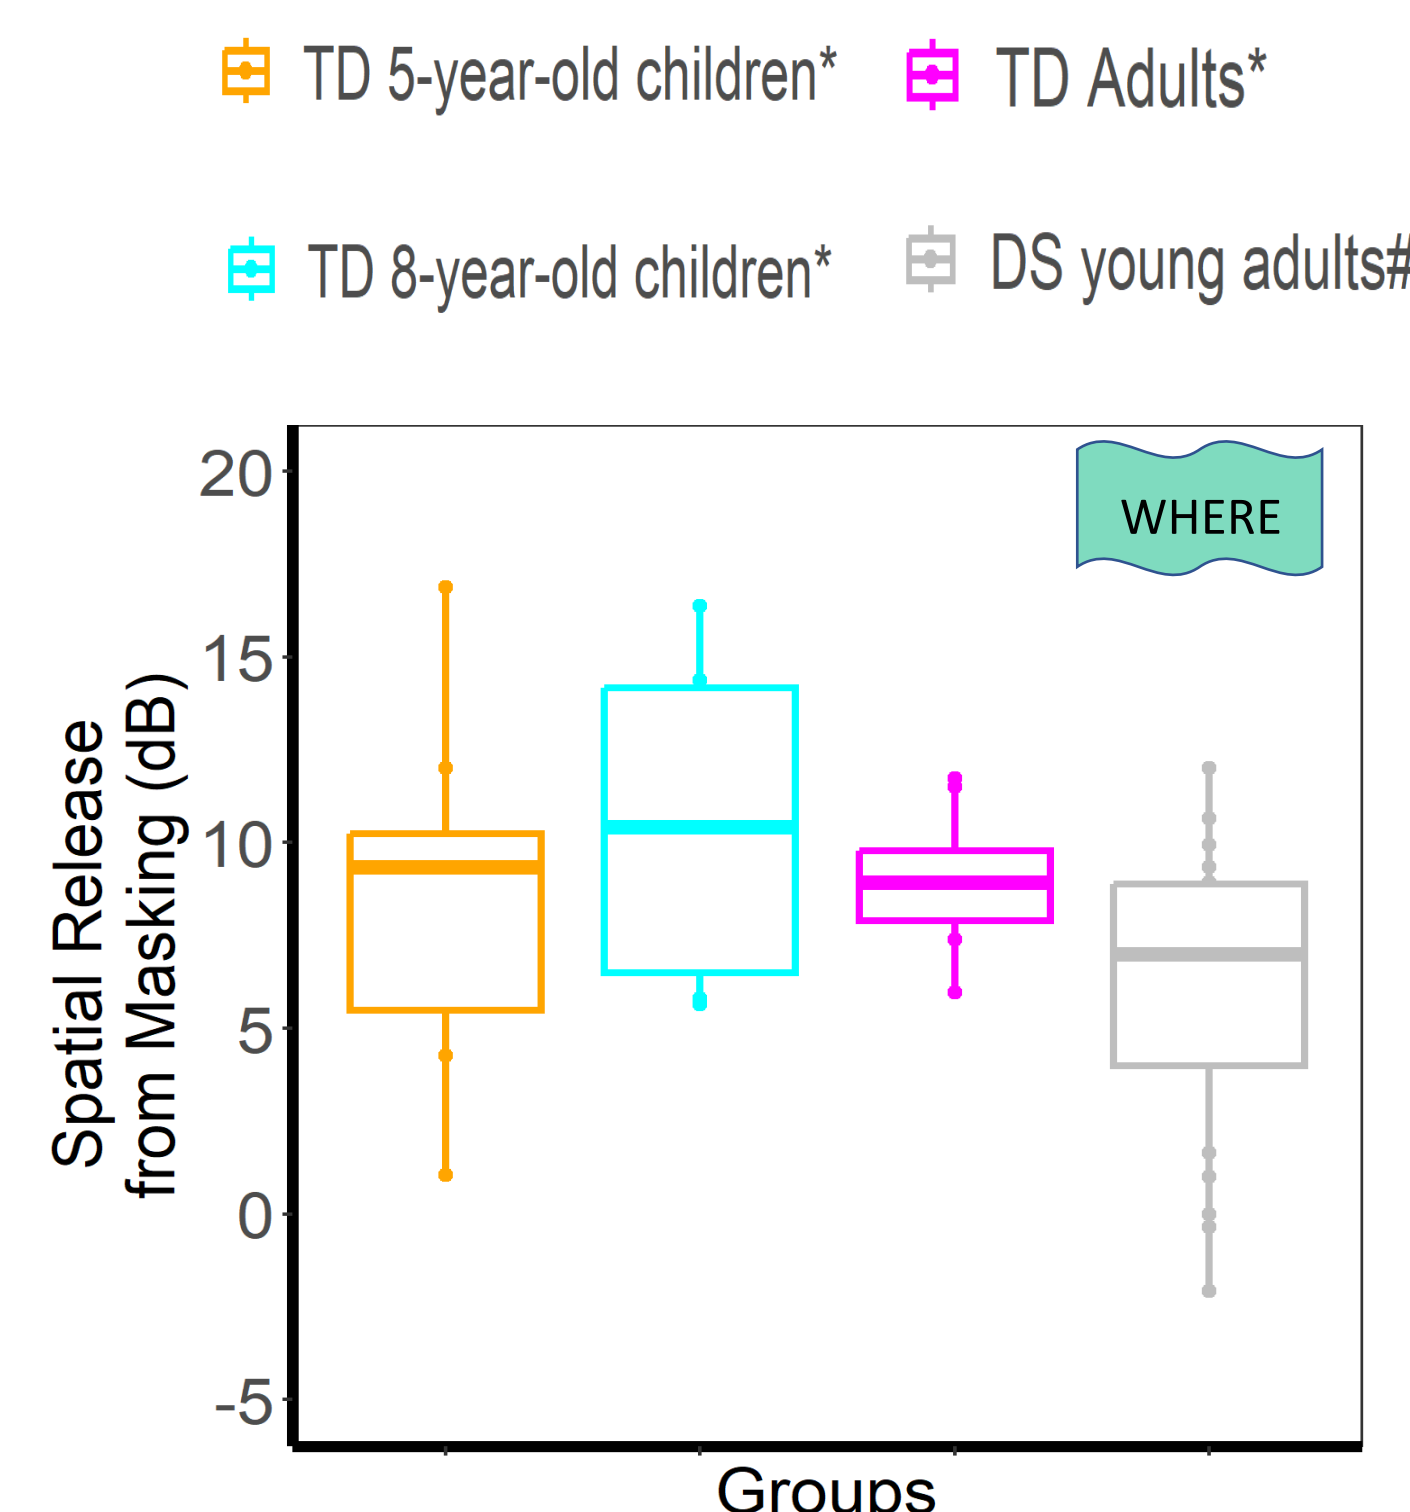 TD 5-year-old children*
TD Adults*
TD 8-year-old children*
DS young adults#
WHERE
20
15
10
5
0
-5
Spatial Release
from Masking (dB)
Groups